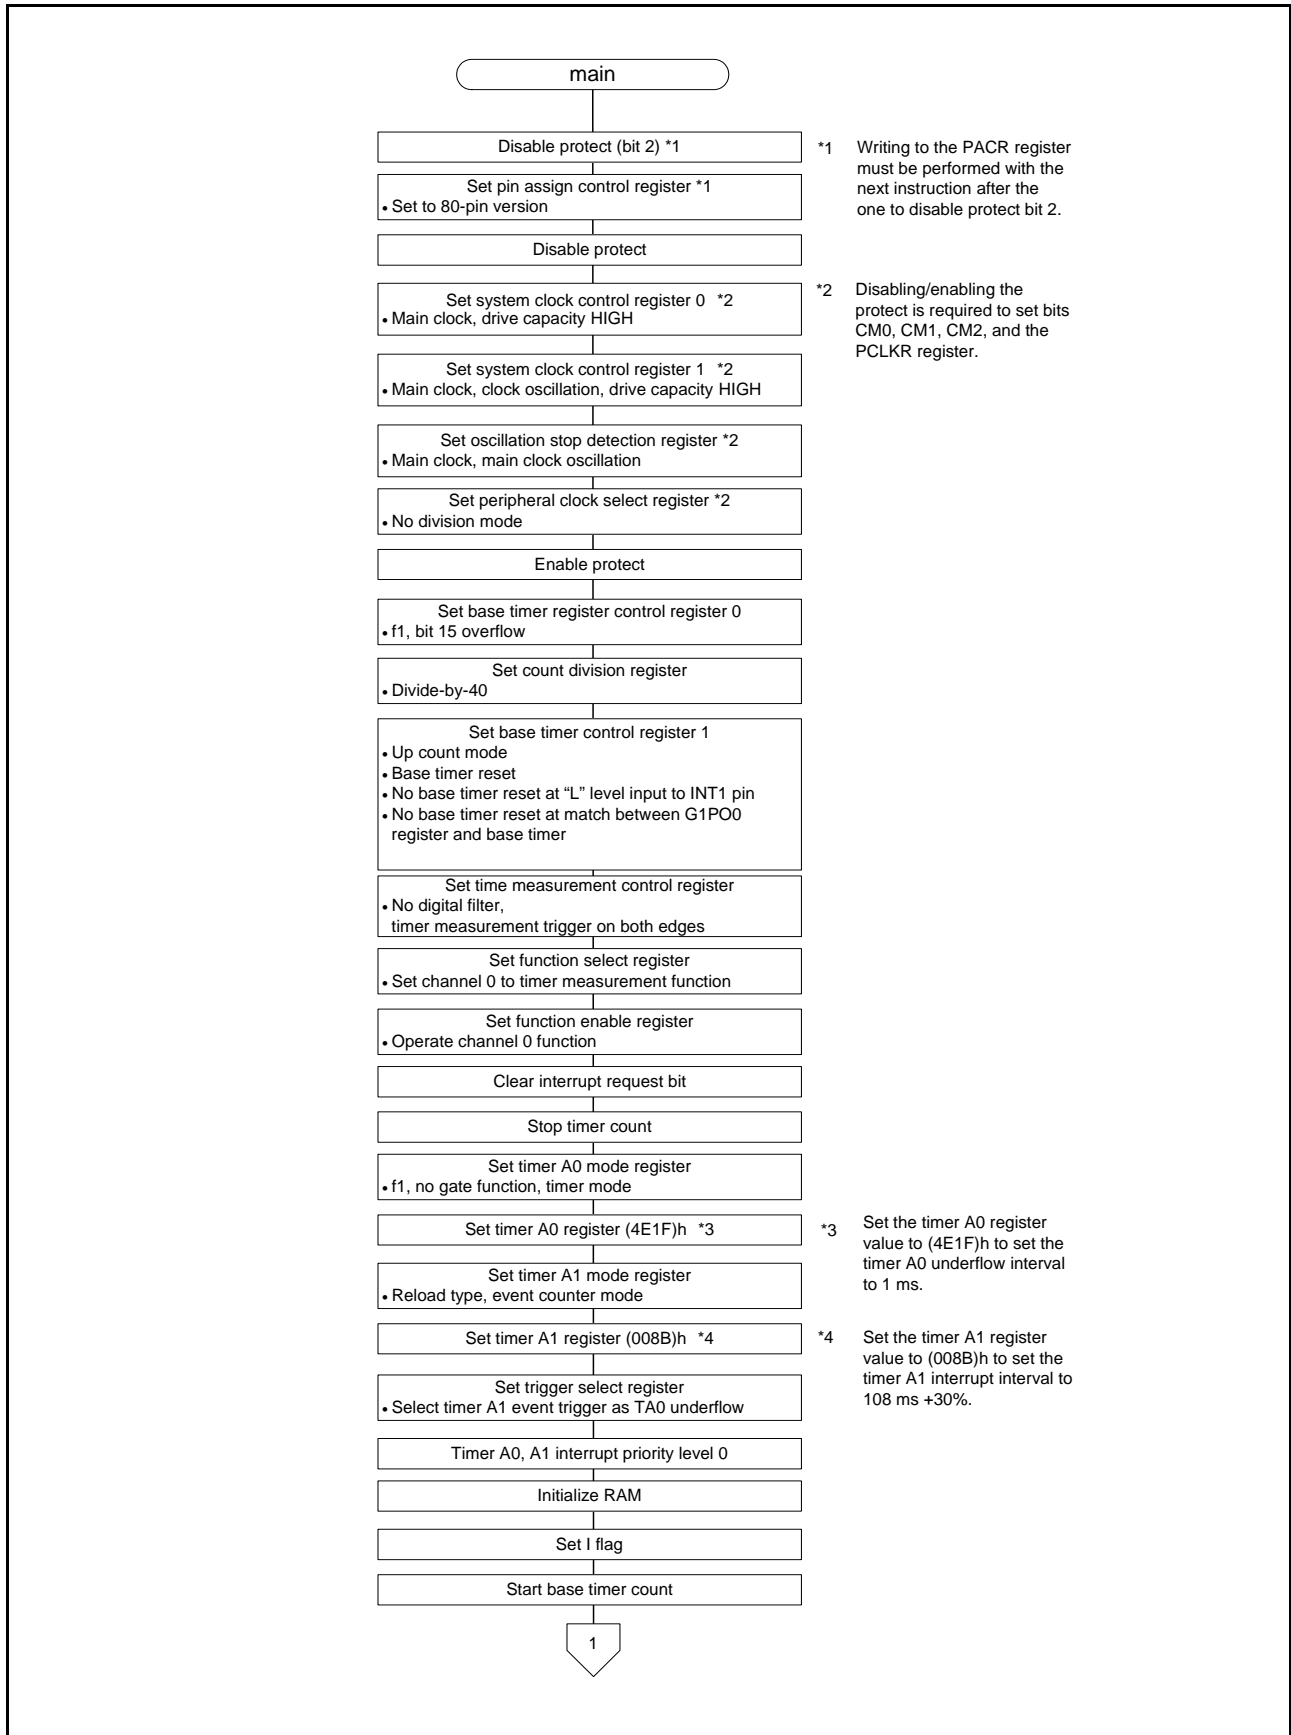 main
Disable protect (bit 2) *1
*1 Writing to the PACR register
must be performed with the
next instruction after the
one to disable protect bit 2.
Set pin assign control register *1
• Set to 80-pin version
Disable protect
Set system clock control register 0 *2
• Main clock, drive capacity HIGH
*2 Disabling/enabling the
protect is required to set bits
CM0, CM1, CM2, and the
PCLKR register.
Set system clock control register 1 *2
• Main clock, clock oscillation, drive capacity HIGH
Set oscillation stop detection register *2
• Main clock, main clock oscillation
Set peripheral clock select register *2
• No division mode
Enable protect
Set base timer register control register 0
• f1, bit 15 overflow
Set count division register
• Divide-by-40
Set base timer control register 1
• Up count mode
• Base timer reset
• No base timer reset at “L” level input to INT1 pin
• No base timer reset at match between G1PO0
register and base timer
Set time measurement control register
• No digital filter,
timer measurement trigger on both edges
Set function select register
• Set channel 0 to timer measurement function
Set function enable register
• Operate channel 0 function
Clear interrupt request bit
Stop timer count
Set timer A0 mode register
• f1, no gate function, timer mode
Set timer A0 register (4E1F)h *3
*3 Set the timer A0 register
value to (4E1F)h to set the
timer A0 underflow interval
to 1 ms.
Set timer A1 mode register
• Reload type, event counter mode
Set timer A1 register (008B)h *4
*4 Set the timer A1 register
value to (008B)h to set the
timer A1 interrupt interval to
108 ms +30%.
Set trigger select register
• Select timer A1 event trigger as TA0 underflow
Timer A0, A1 interrupt priority level 0
Initialize RAM
Set I flag
Start base timer count
1